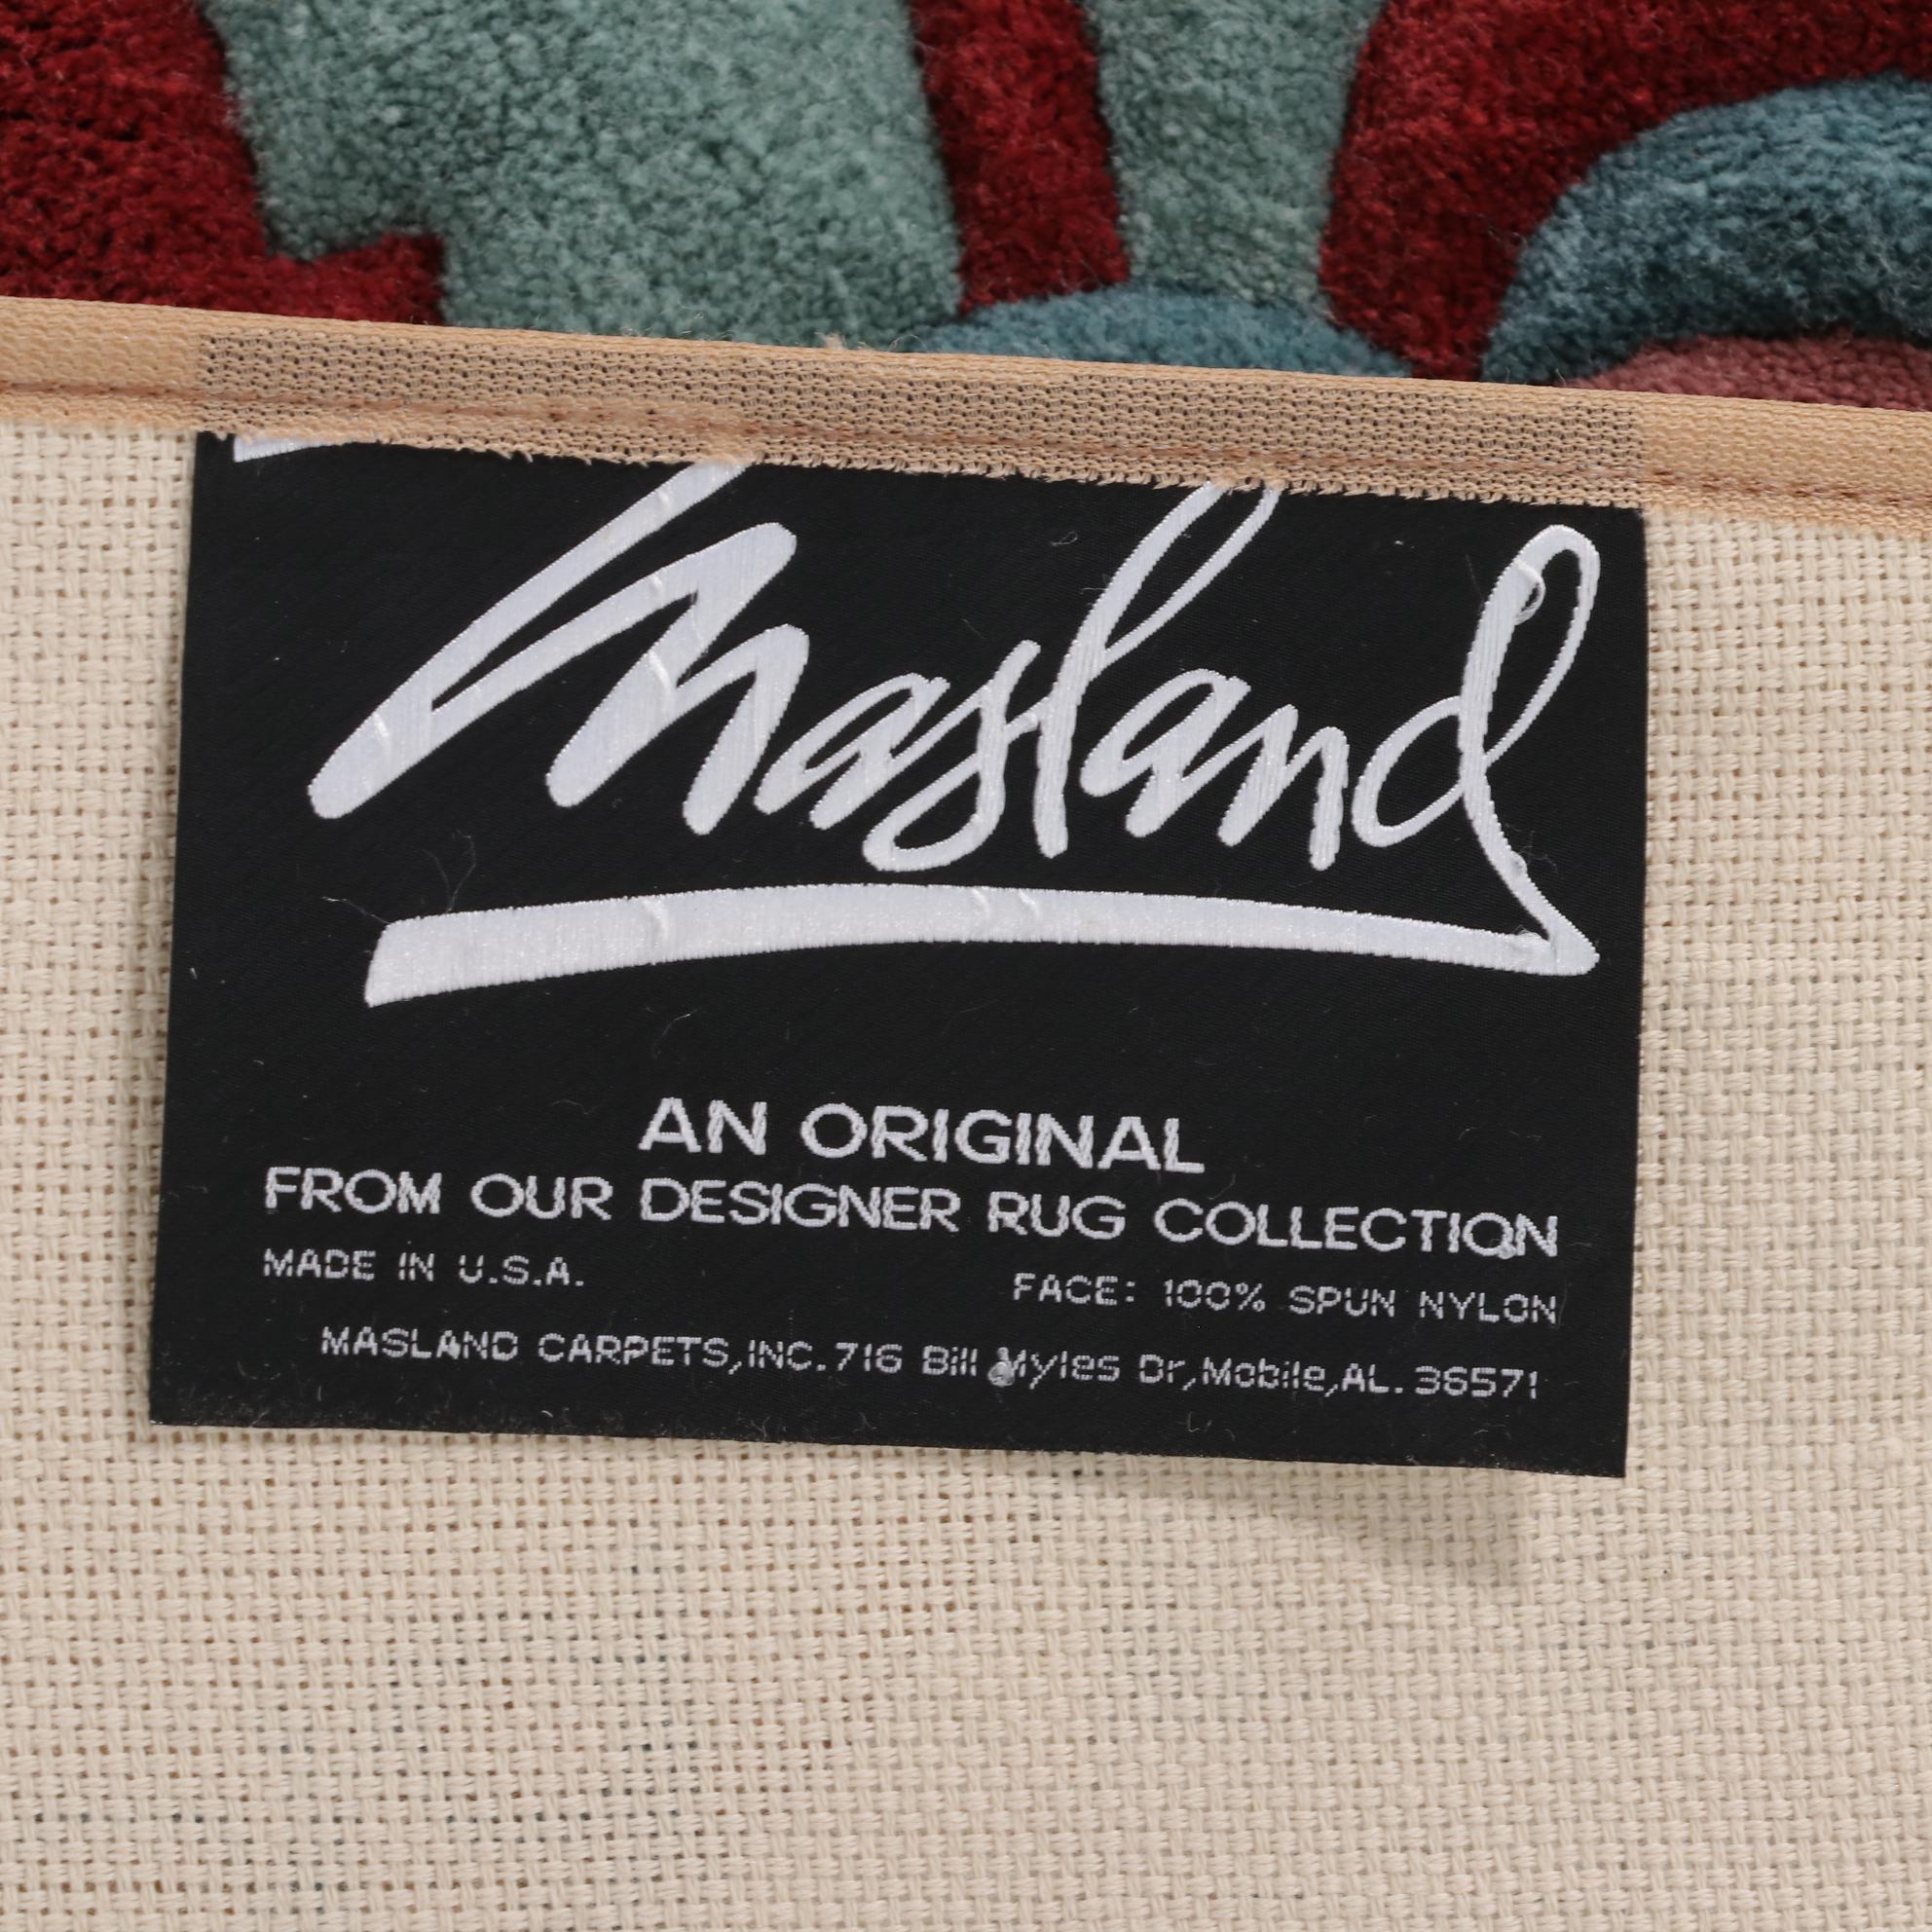 Masland
AN ORIGINAL
FROM OUR DESIGNER RUG COLLECTION
MADE IN U.S.A.
FACE: 100% SPUN NYLON
MASLAND CARPETS,INC.716 Bill Myles Dr,Mobile,AL. 36571